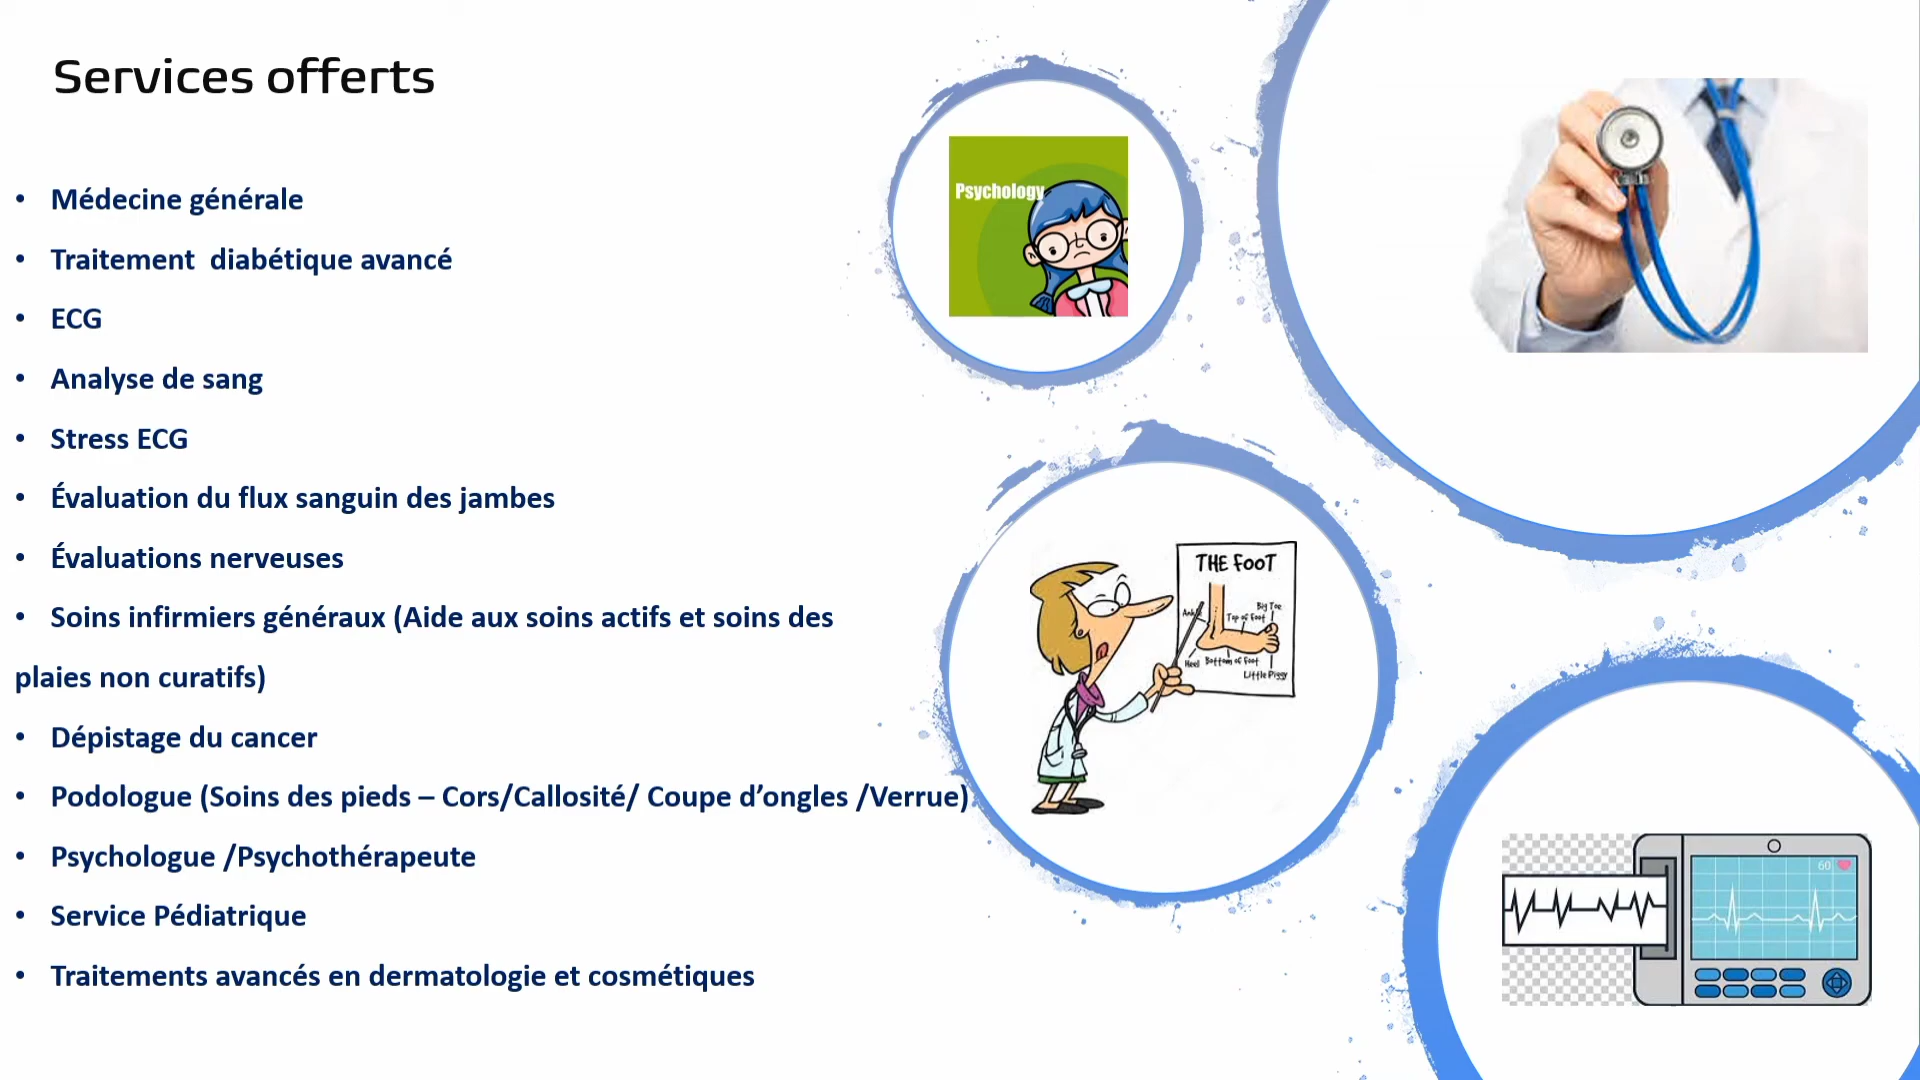 Services offerts
• Médecine générale
• Traitement  diabétique avancé
• ECG
• Analyse de sang
• Stress ECG
• Évaluation du flux sanguin des jambes
• Évaluations nerveuses
• Soins infirmiers généraux (Aide aux soins actifs et soins des
plaies non curatifs)
• Dépistage du cancer
• Podologue (Soins des pieds – Cors/Callosité/ Coupe d’ongles /Verrue)
• Psychologue /Psychothérapeute
• Service Pédiatrique
• Traitements avancés en dermatologie et cosmétiques
Psychology
THE FOOT
Big Toe
Top of Foot
Heel
Bottom of Foot
Little Piggy
60